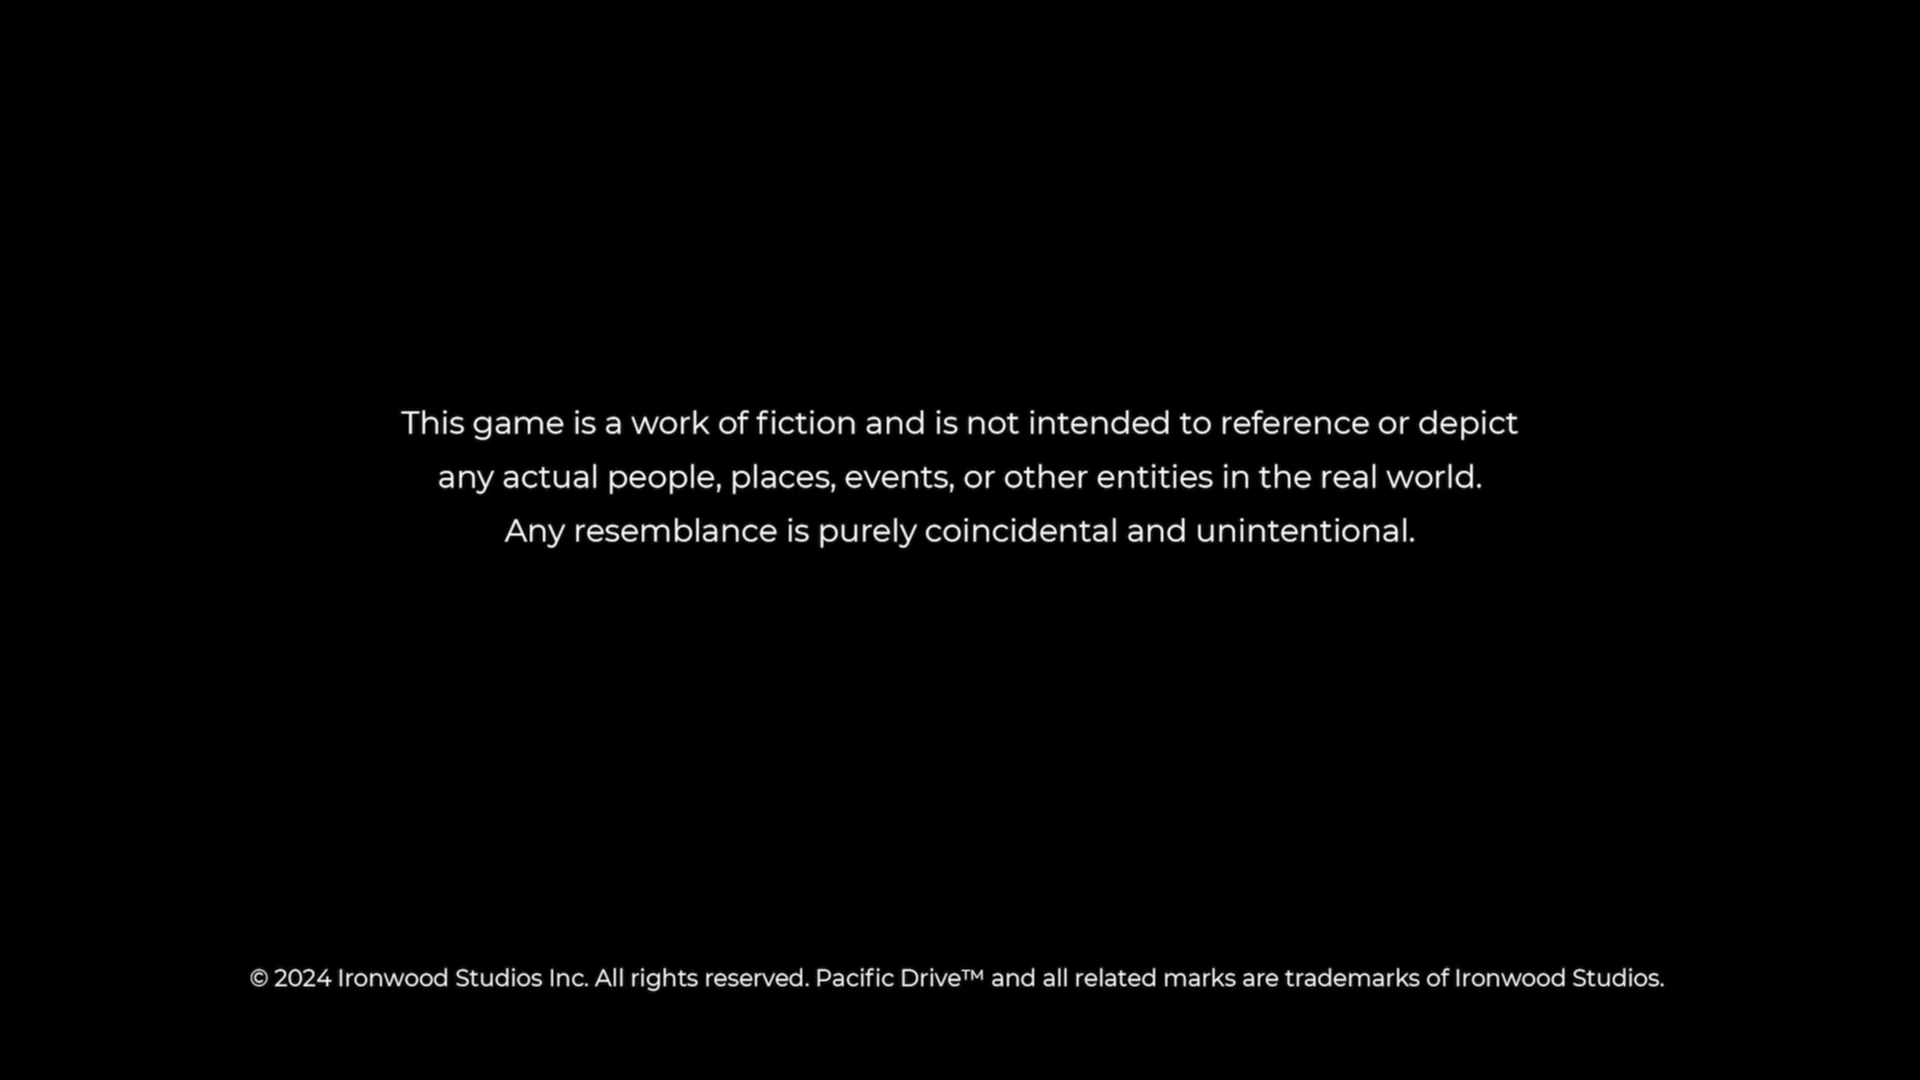 This game is a work of fiction and is not intended to reference or depict
any actual people, places, events, or other entities in the real world.
Any resemblance is purely coincidental and unintentional.
© 2024 Ironwood Studios Inc. All rights reserved. Pacific Drive™ and all related marks are trademarks of Ironwood Studios.